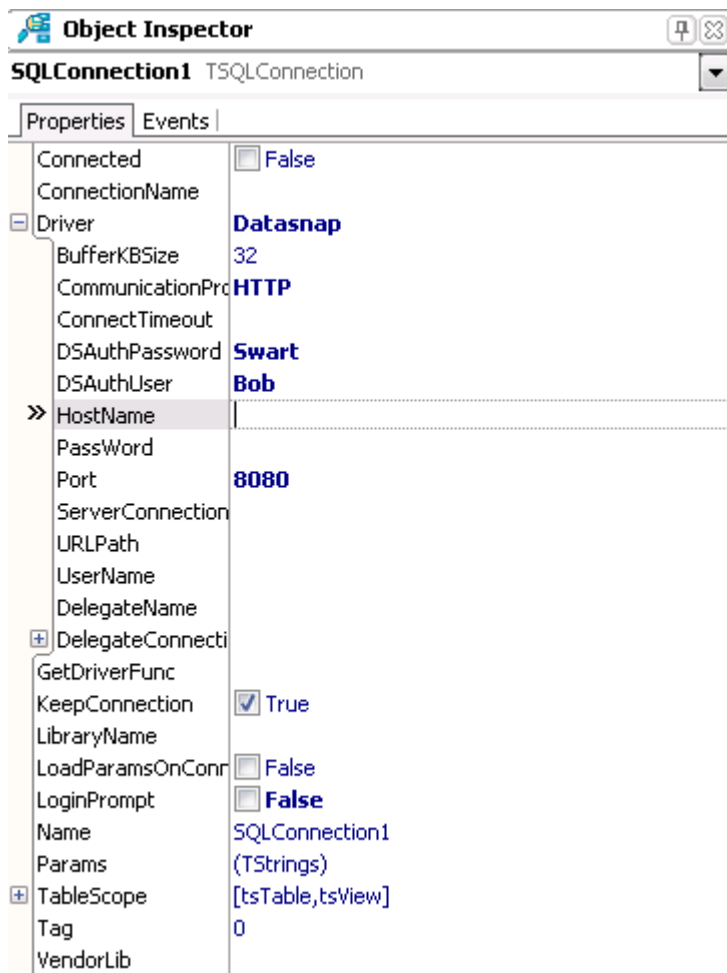 Object Inspector
SQLConnection1 TSQLConnection
Properties Events
Connected False
ConnectionName
Driver Datasnap
BufferKBSize 32
CommunicationPro HTTP
ConnectTimeout
DSAuthPassword Swart
DSAuthUser Bob
HostName
PassWord
Port 8080
ServerConnection
URLPath
UserName
DelegateName
DelegateConnecti
GetDriverFunc
KeepConnection True
LibraryName
LoadParamsOnConn False
LoginPrompt False
Name SQLConnection1
Params (TStrings)
TableScope [tsTable,tsView]
Tag 0
VendorLib